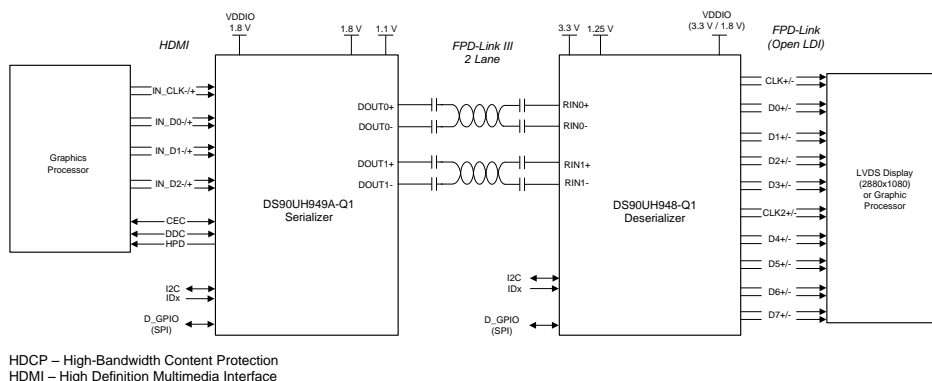 VDDIO
1.8 V
1.8 V
1.1 V
HDMI
FPD-Link III
2 Lane
3.3 V
1.25 V
VDDIO
(3.3 V / 1.8 V)
FPD-Link
(Open LDI)
Graphics
Processor
IN_CLK-/+
IN_D0-/+
IN_D1-/+
IN_D2-/+
CEC
DDC
HPD
I2C
IDx
D_GPIO
(SPI)
DOUT0+
DOUT0-
DOUT1+
DOUT1-
DS90UH949A-Q1
Serializer
RIN0+
RIN0-
RIN1+
RIN1-
DS90UH948-Q1
Deserializer
I2C
IDx
D_GPIO
(SPI)
CLK+/-
D0+/-
D1+/-
D2+/-
D3+/-
CLK2+/-
D4+/-
D5+/-
D6+/-
D7+/-
LVDS Display
(2880x1080)
or Graphic
Processor
HDCP – High-Bandwidth Content Protection
HDMI – High Definition Multimedia Interface